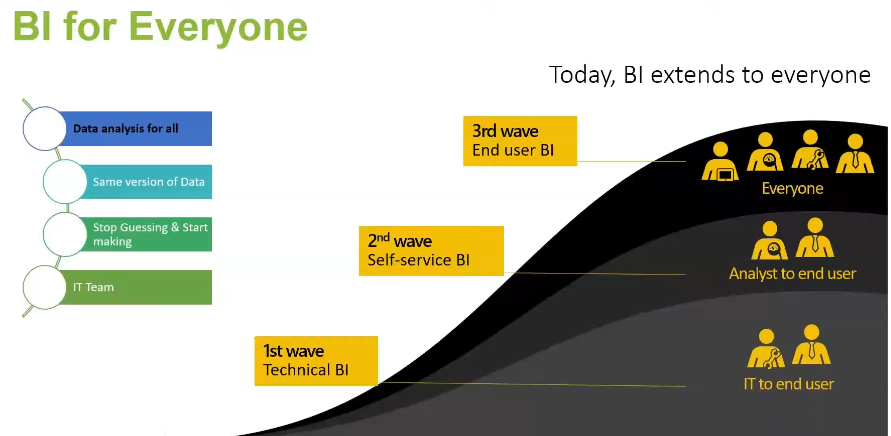 BI for Everyone
Today, BI extends to everyone
Data analysis for all
Same version of Data
Stop Guessing & Start
making
IT Team
3rd wave
End user BI
Everyone
2nd wave
Self-service BI
Analyst to end user
1st wave
Technical BI
IT to end user